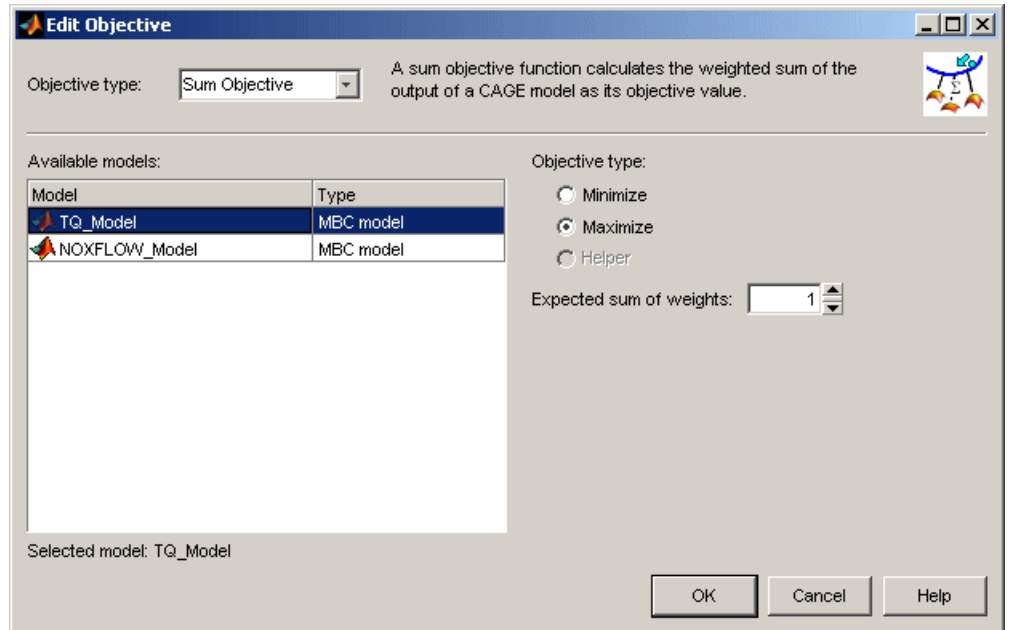 Edit Objective
Objective type: Sum Objective
A sum objective function calculates the weighted sum of the
output of a CAGE model as its objective value.
Σ
Available models:
Model Type
TQ_Model MBC model
NOXFLOW_Model MBC model
Selected model: TQ_Model
Objective type:
Minimize
Maximize
Helper
Expected sum of weights: 1
OK Cancel Help